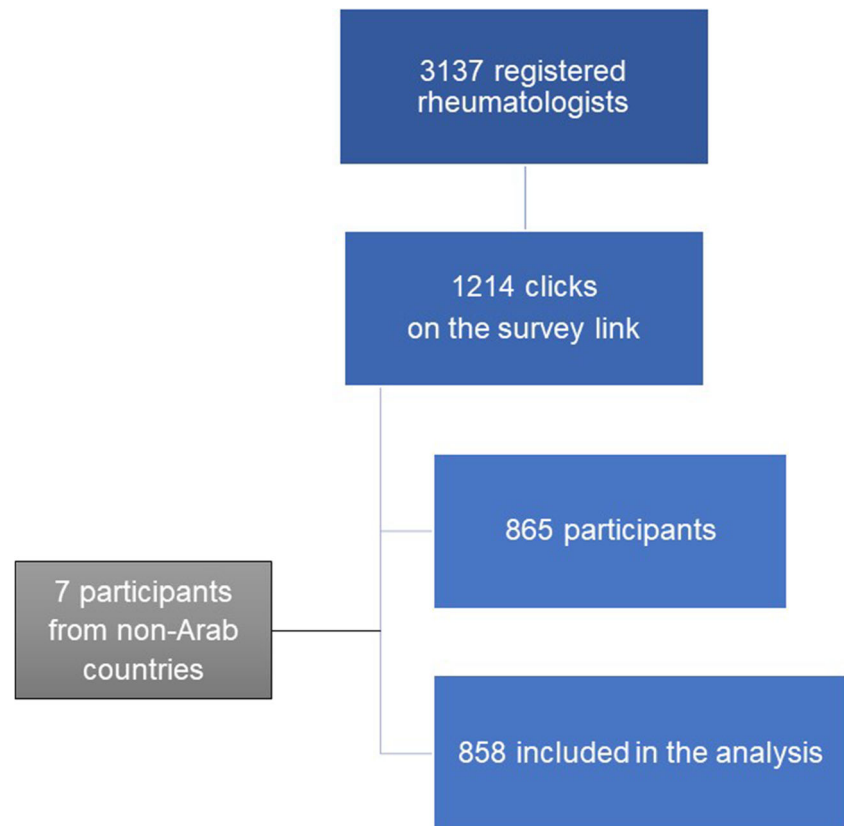 3137 registered
rheumatologists
1214 clicks
on the survey link
865 participants
7 participants
from non-Arab
countries
858 included in the analysis